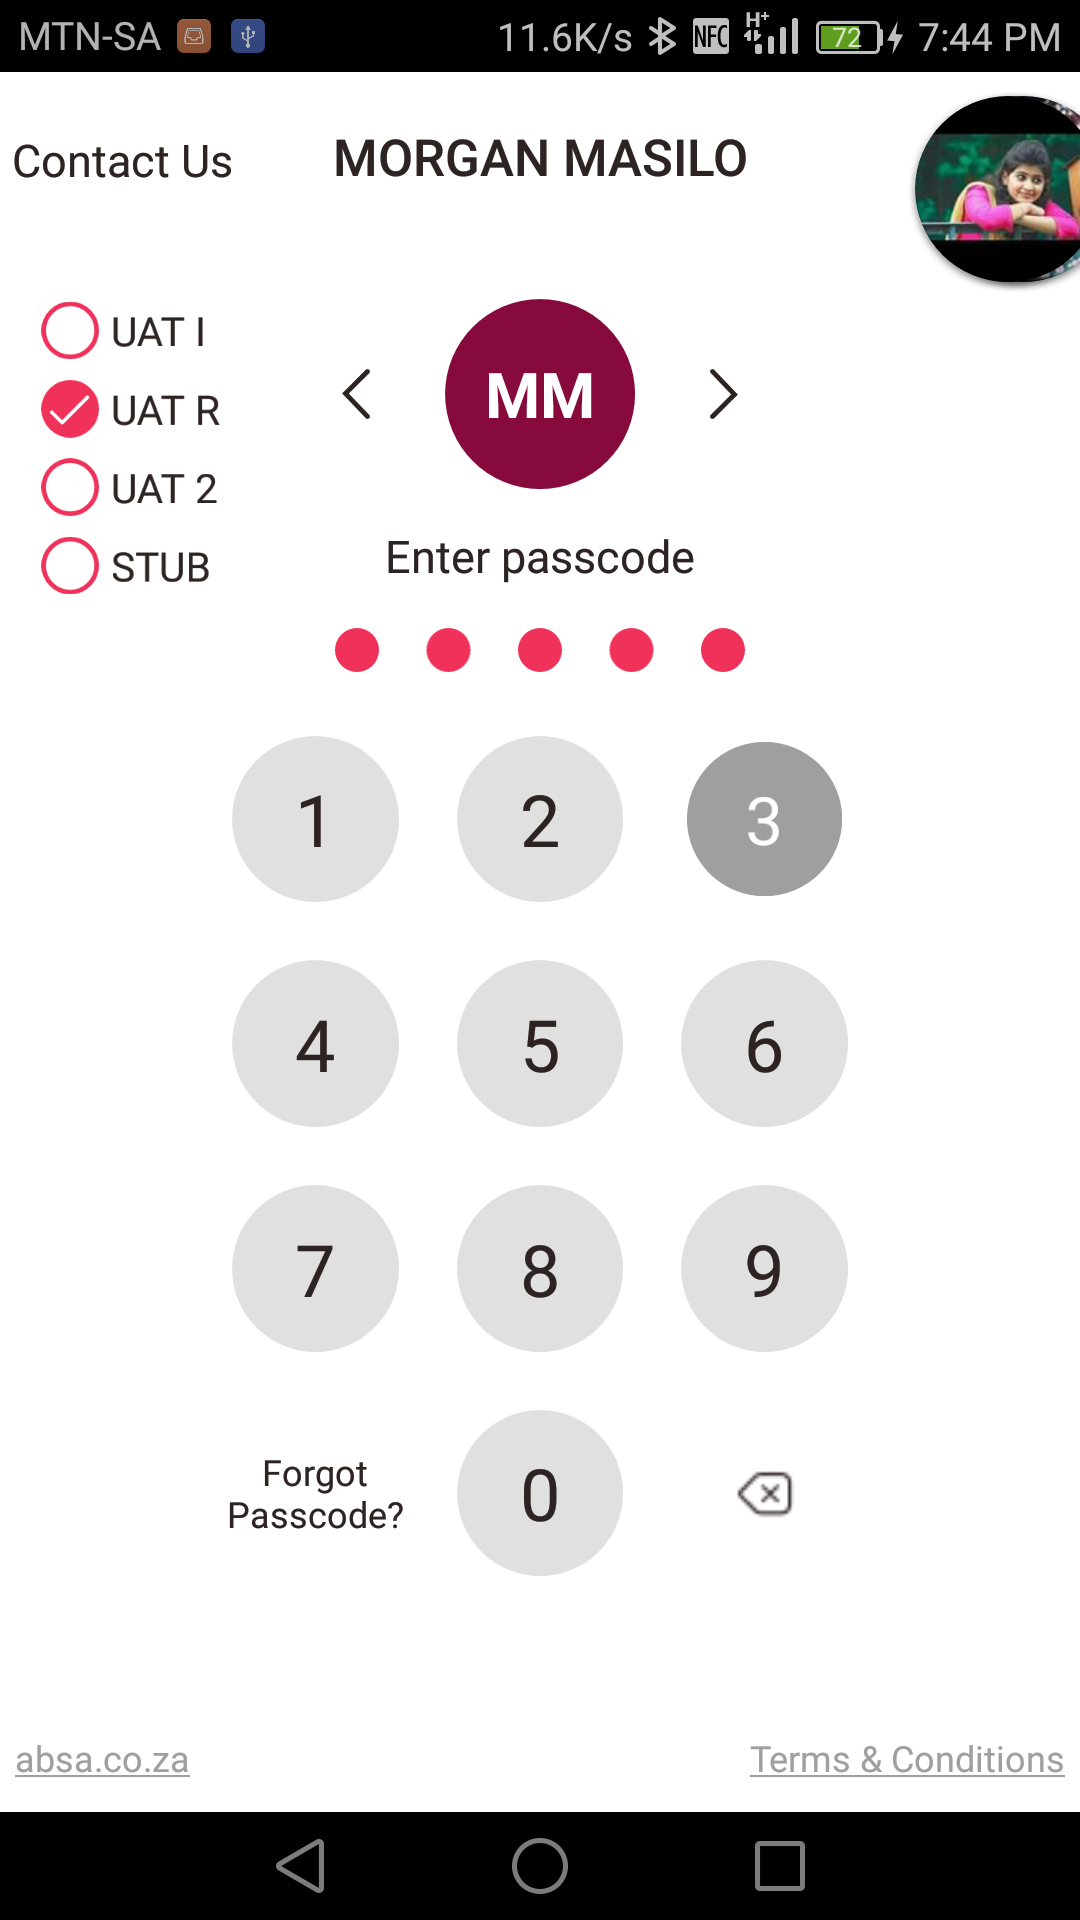 MTN-SA 11.6K/s NFC H+ 72 7:44 PM
Contact Us MORGAN MASILO
UAT I
UAT R
UAT 2
STUB
MM
Enter passcode
1 2 3
4 5 6
7 8 9
Forgot
Passcode?
0
absa.co.za Terms & Conditions